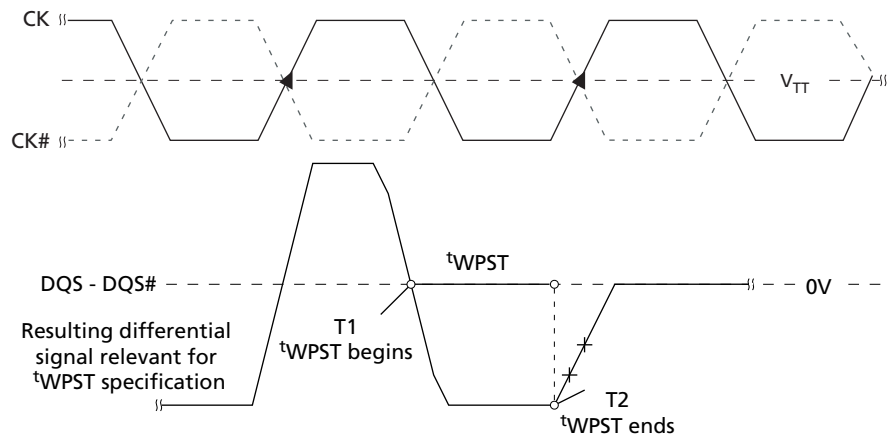 CK
V_TT
CK#
tWPST
DQS - DQS#
0V
T1
tWPST begins
Resulting differential
signal relevant for
tWPST specification
T2
tWPST ends